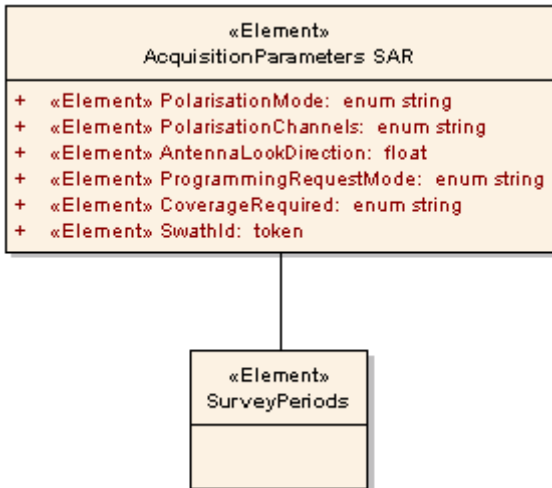 «Element»
AcquisitionParameters SAR
+ «Element» PolarisationMode: enum string
+ «Element» PolarisationChannels: enum string
+ «Element» AntennaLookDirection: float
+ «Element» ProgrammingRequestMode: enum string
+ «Element» CoverageRequired: enum string
+ «Element» SwathId: token
«Element»
SurveyPeriods